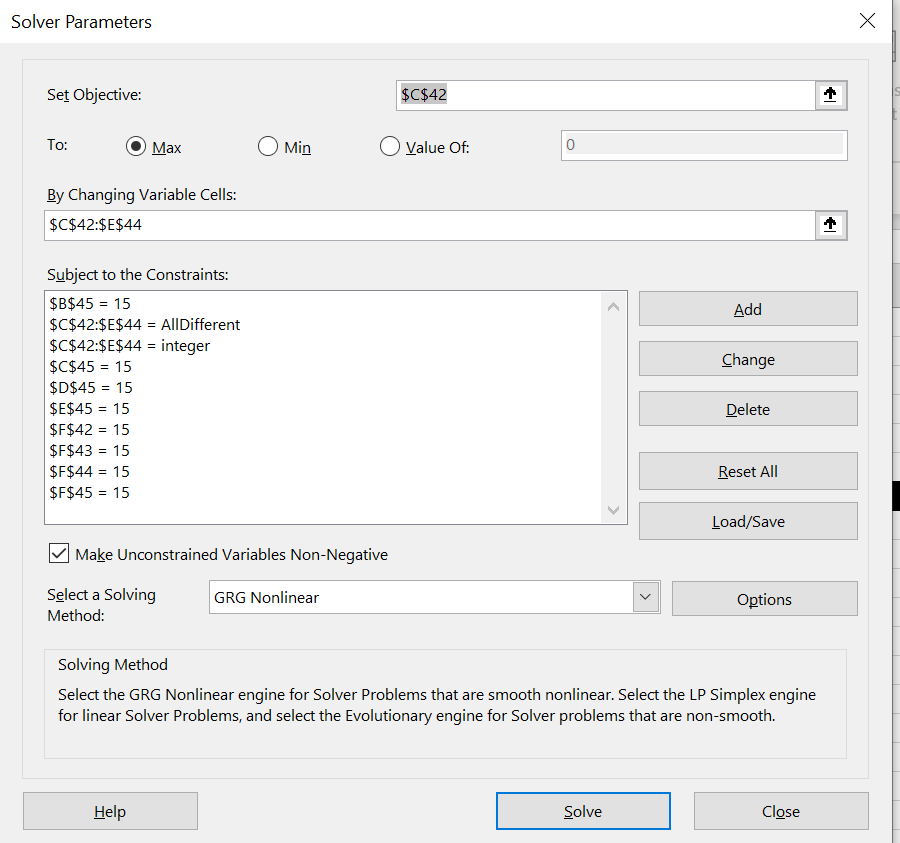 Solver Parameters
Set Objective:
$C$42
To:
Max
Min
Value Of:
0
By Changing Variable Cells:
$C$42:$E$44
Subject to the Constraints:
$B$45 = 15
$C$42:$E$44 = AllDifferent
$C$42:$E$44 = integer
$C$45 = 15
$D$45 = 15
$E$45 = 15
$F$42 = 15
$F$43 = 15
$F$44 = 15
$F$45 = 15
Add
Change
Delete
Reset All
Load/Save
Make Unconstrained Variables Non-Negative
Select a Solving
Method:
GRG Nonlinear
Options
Solving Method
Select the GRG Nonlinear engine for Solver Problems that are smooth nonlinear. Select the LP Simplex engine
for linear Solver Problems, and select the Evolutionary engine for Solver problems that are non-smooth.
Help
Solve
Close